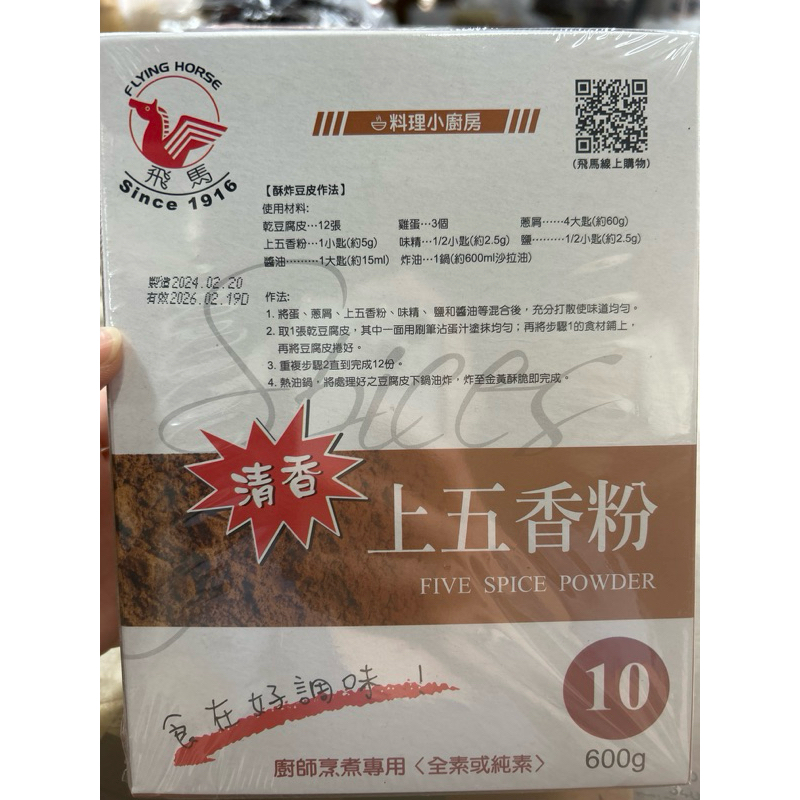 FLYING HORSE
飛馬
Since 1916
料理小廚房
(飛馬線上購物)
【酥炸豆皮作法】
使用材料:
乾豆腐皮…12張 雞蛋…3個 蔥屑……4大匙(約60g)
上五香粉…1小匙(約5g) 味精…1/2小匙(約2.5g) 鹽………1/2小匙(約2.5g)
醬油………1大匙(約15ml) 炸油…1鍋(約600ml沙拉油)
製造2024.02.20
有效2026.02.19D
作法:
1. 將蛋、蔥屑、上五香粉、味精、鹽和醬油等混合後，充分打散使味道均勻。
2. 取1張乾豆腐皮，其中一面用刷筆沾蛋汁塗抹均勻；再將步驟1的食材鋪上，
再將豆腐皮捲好。
3. 重複步驟2直到完成12份。
4. 熱油鍋，將處理好之豆腐皮下鍋油炸，炸至金黃酥脆即完成。
Spices
清香
上五香粉
FIVE SPICE POWDER
食在好調味！
10
廚師烹煮專用〈全素或純素〉
600g